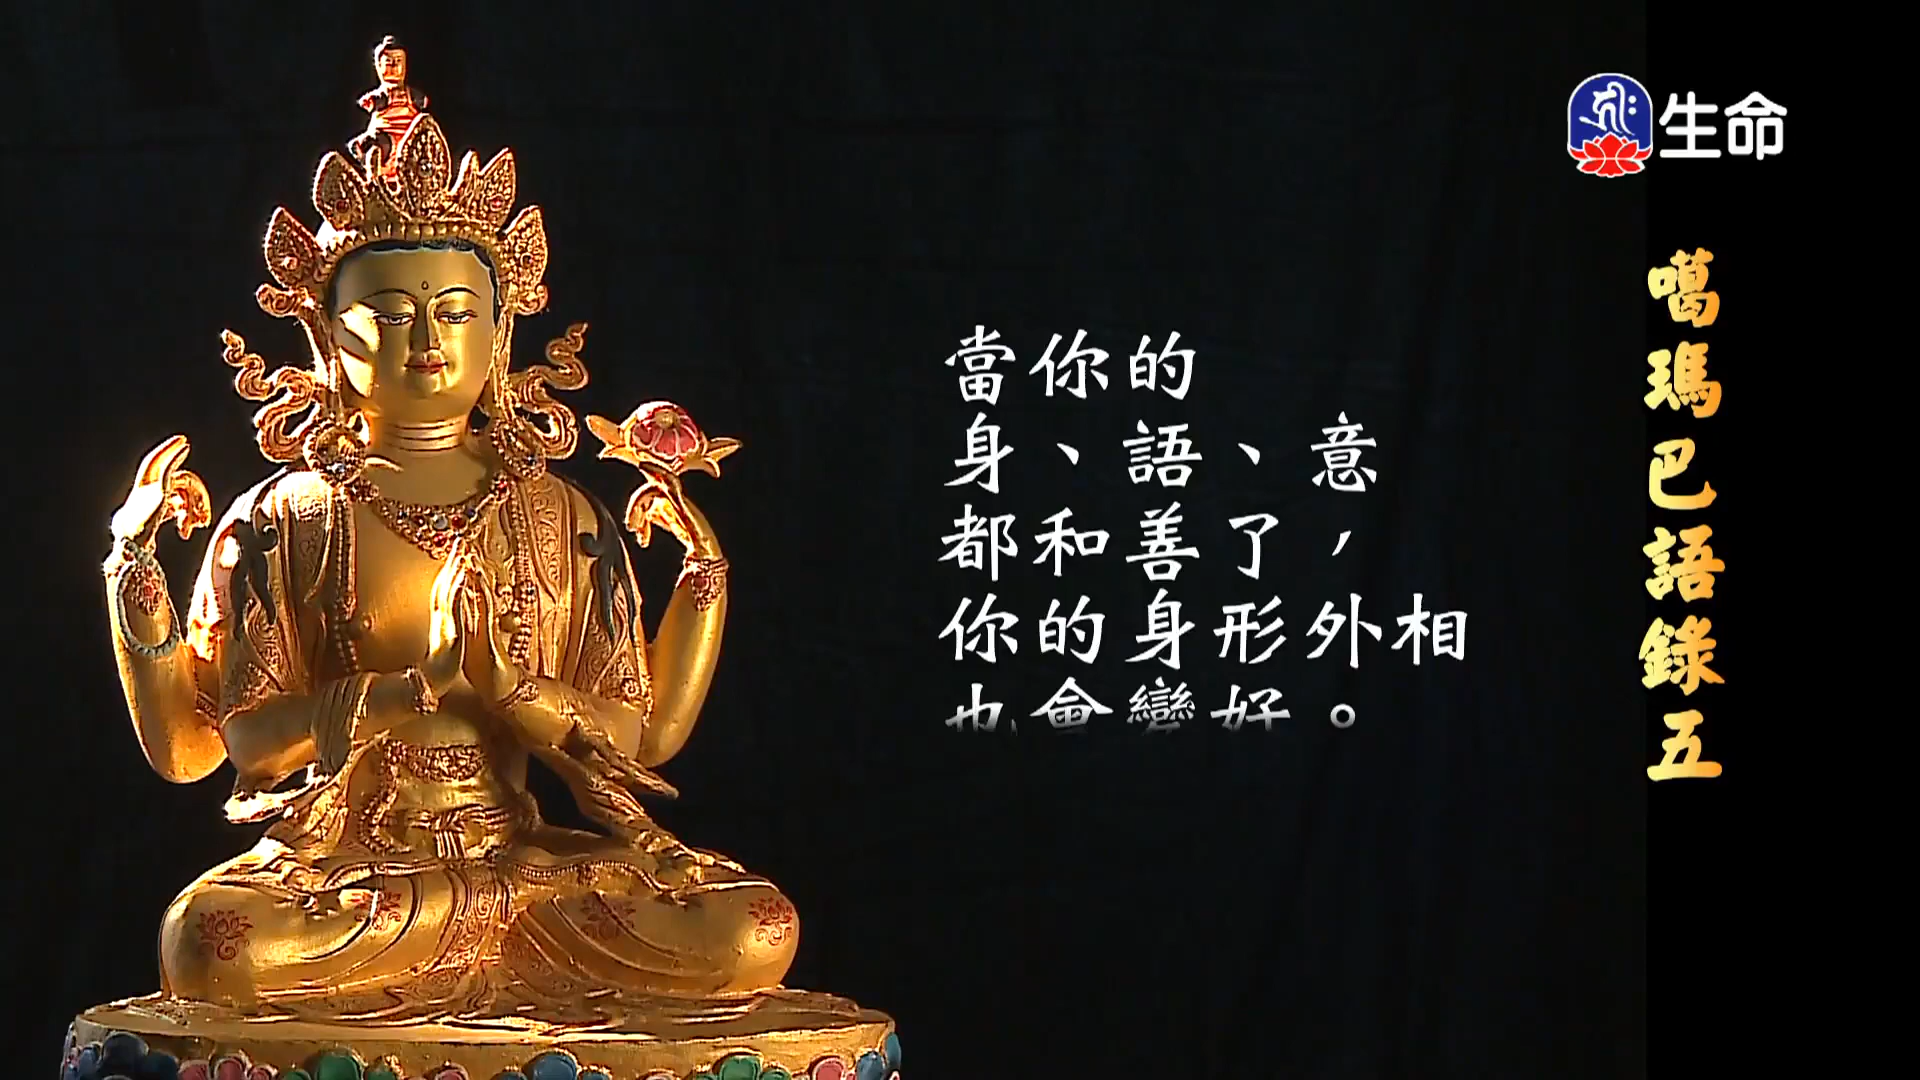 生命
噶瑪巴語錄五
當你的
身、語、意
都和善了，
你的身形外相
也會變好。